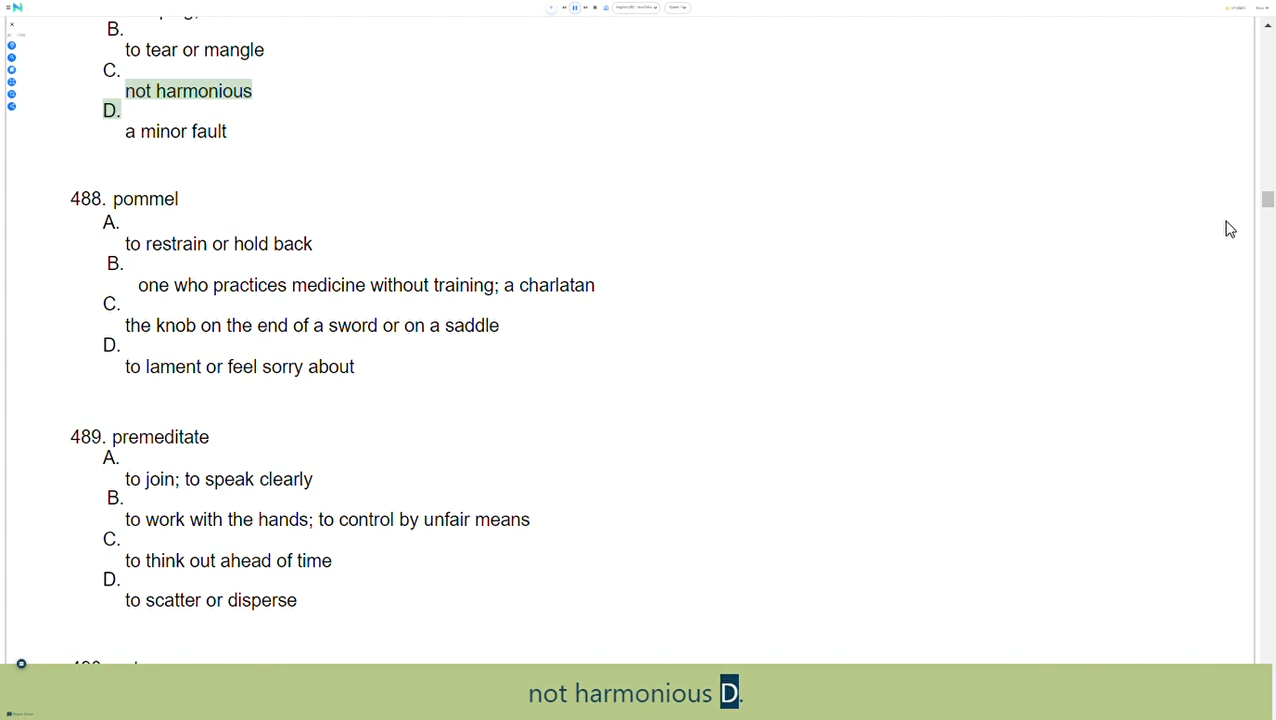 B.
to tear or mangle
C.
not harmonious
D.
a minor fault
488. pommel
A.
to restrain or hold back
B.
one who practices medicine without training; a charlatan
C.
the knob on the end of a sword or on a saddle
D.
to lament or feel sorry about
489. premeditate
A.
to join; to speak clearly
B.
to work with the hands; to control by unfair means
C.
to think out ahead of time
D.
to scatter or disperse
not harmonious D.